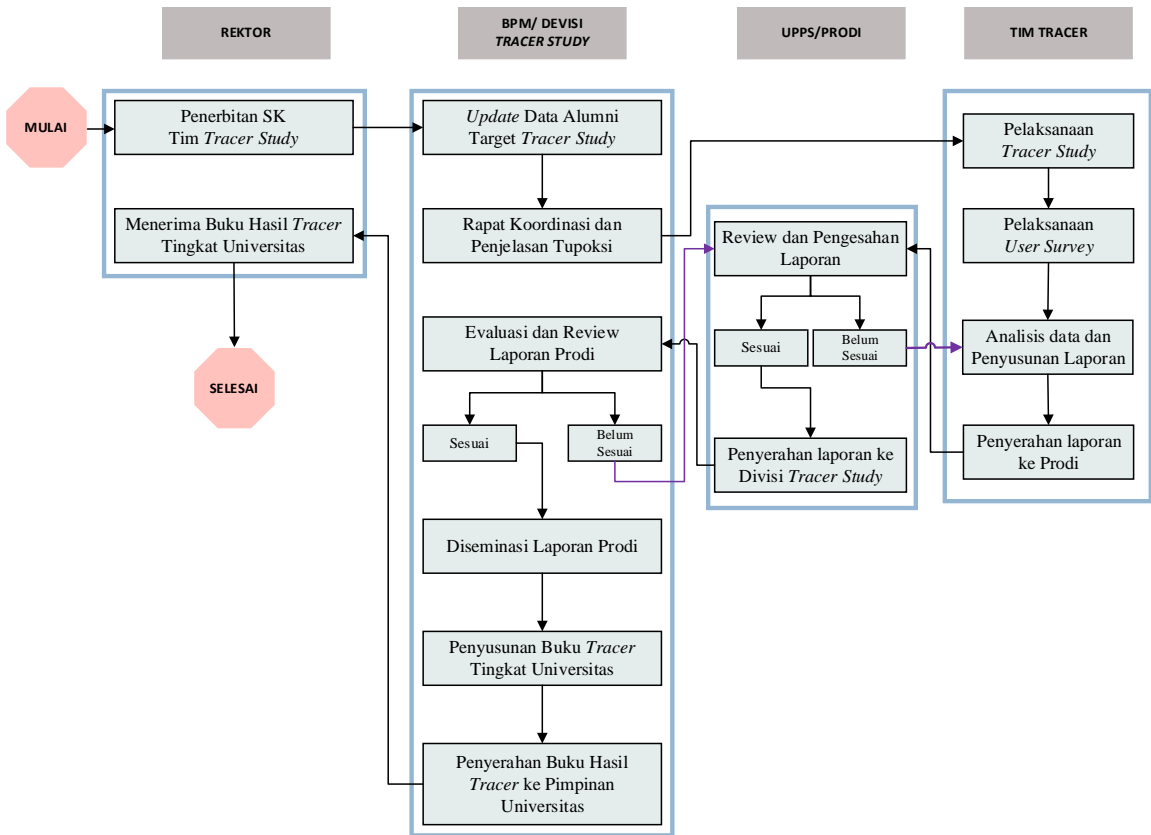 REKTOR
BPM/ DEVISI
TRACER STUDY
UPPS/PRODI
TIM TRACER
MULAI
Penerbitan SK
Tim Tracer Study
Menerima Buku Hasil Tracer
Tingkat Universitas
SELESAI
Update Data Alumni
Target Tracer Study
Rapat Koordinasi dan
Penjelasan Tupoksi
Evaluasi dan Review
Laporan Prodi
Sesuai
Belum
Sesuai
Diseminasi Laporan Prodi
Penyusunan Buku Tracer
Tingkat Universitas
Penyerahan Buku Hasil
Tracer ke Pimpinan
Universitas
Review dan Pengesahan
Laporan
Sesuai
Belum
Sesuai
Penyerahan laporan ke
Divisi Tracer Study
Pelaksanaan
Tracer Study
Pelaksanaan
User Survey
Analisis data dan
Penyusunan Laporan
Penyerahan laporan
ke Prodi